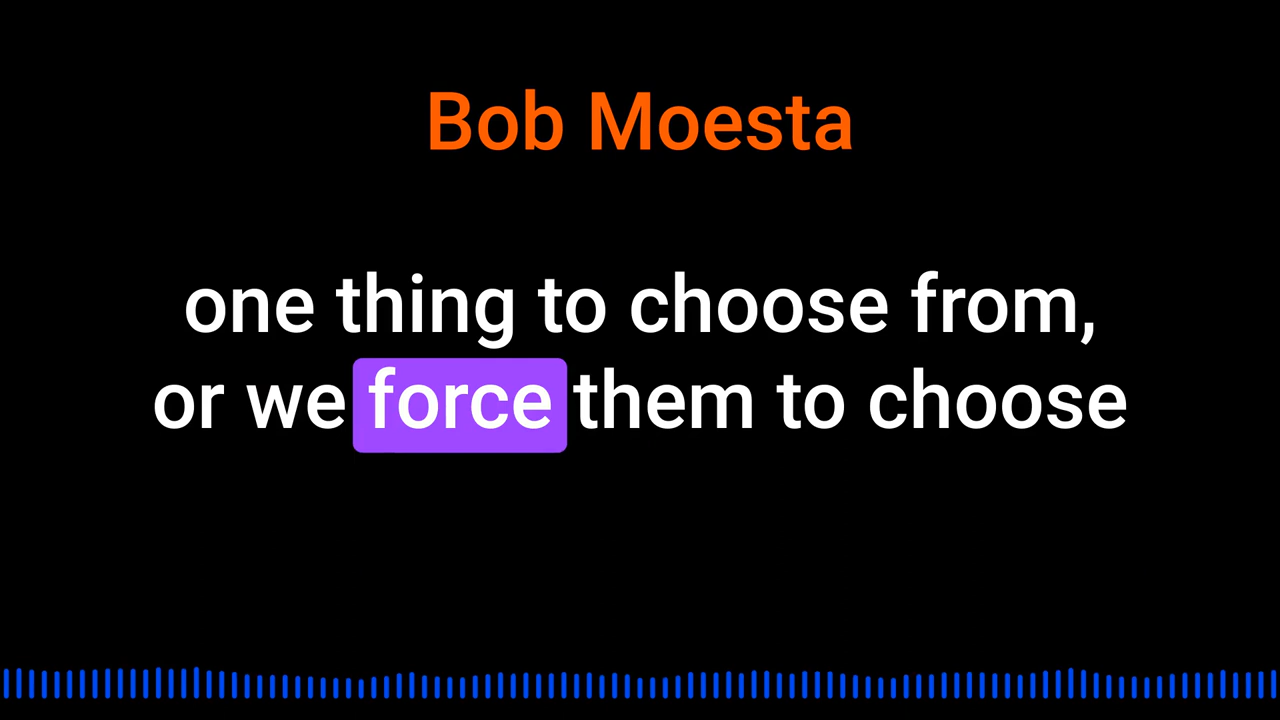 Bob Moesta
one thing to choose from,
or we force them to choose